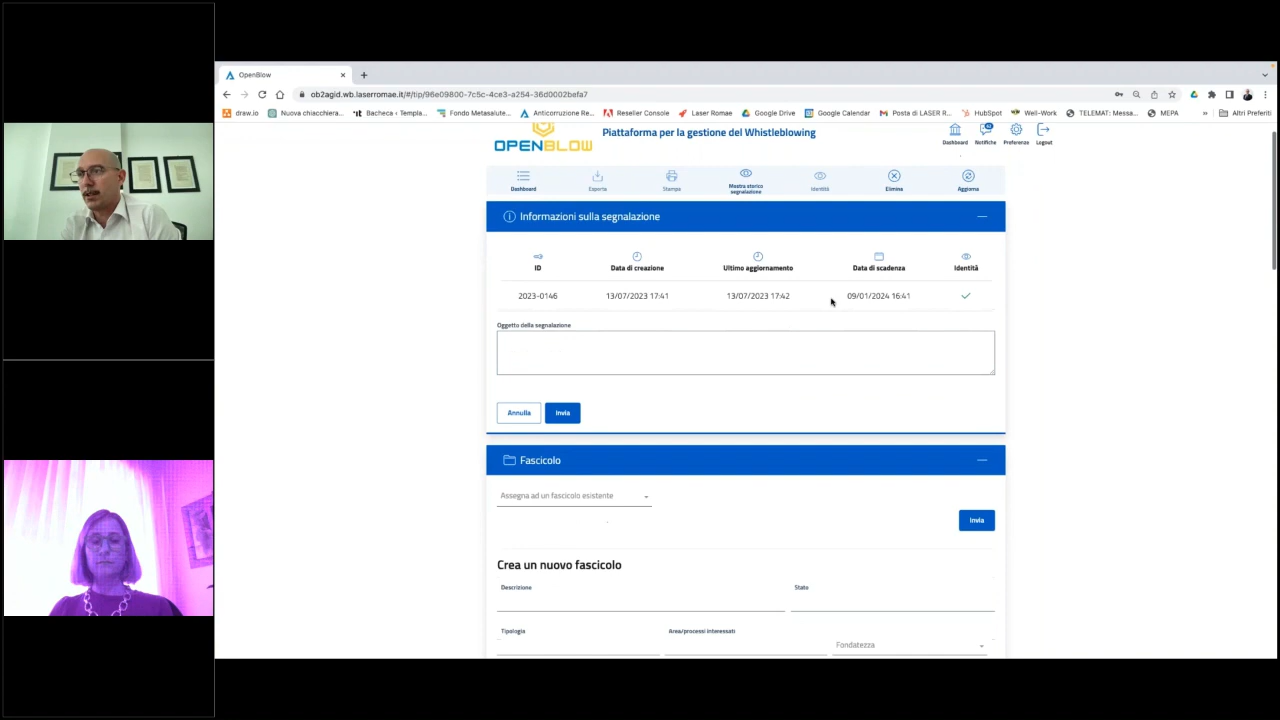 OpenBlow
ob2agid.wb.laserromae.it/#/tip/96e09800-7c5c-4ce3-a254-36d0002befa7
draw.io Nuova chiacchiera... Bacheca ‹ Templa... Fondo Metasalute... Anticorruzione Re... Reseller Console Laser Romae Google Drive Google Calendar Posta di LASER R... HubSpot Well-Work TELEMAT: Messa... MEPA » Altri Preferiti
OPENBLOW
Piattaforma per la gestione del Whistleblowing
Dashboard Notifiche Preferenze Logout
Dashboard Esporta Stampa Mostra storico segnalazione Identità Elimina Aggiorna
Informazioni sulla segnalazione
ID Data di creazione Ultimo aggiornamento Data di scadenza Identità
2023-0146 13/07/2023 17:41 13/07/2023 17:42 09/01/2024 16:41
Oggetto della segnalazione
Annulla Invia
Fascicolo
Assegna ad un fascicolo esistente
Invia
Crea un nuovo fascicolo
Descrizione Stato
Tipologia Area/processi interessati
Fondatezza